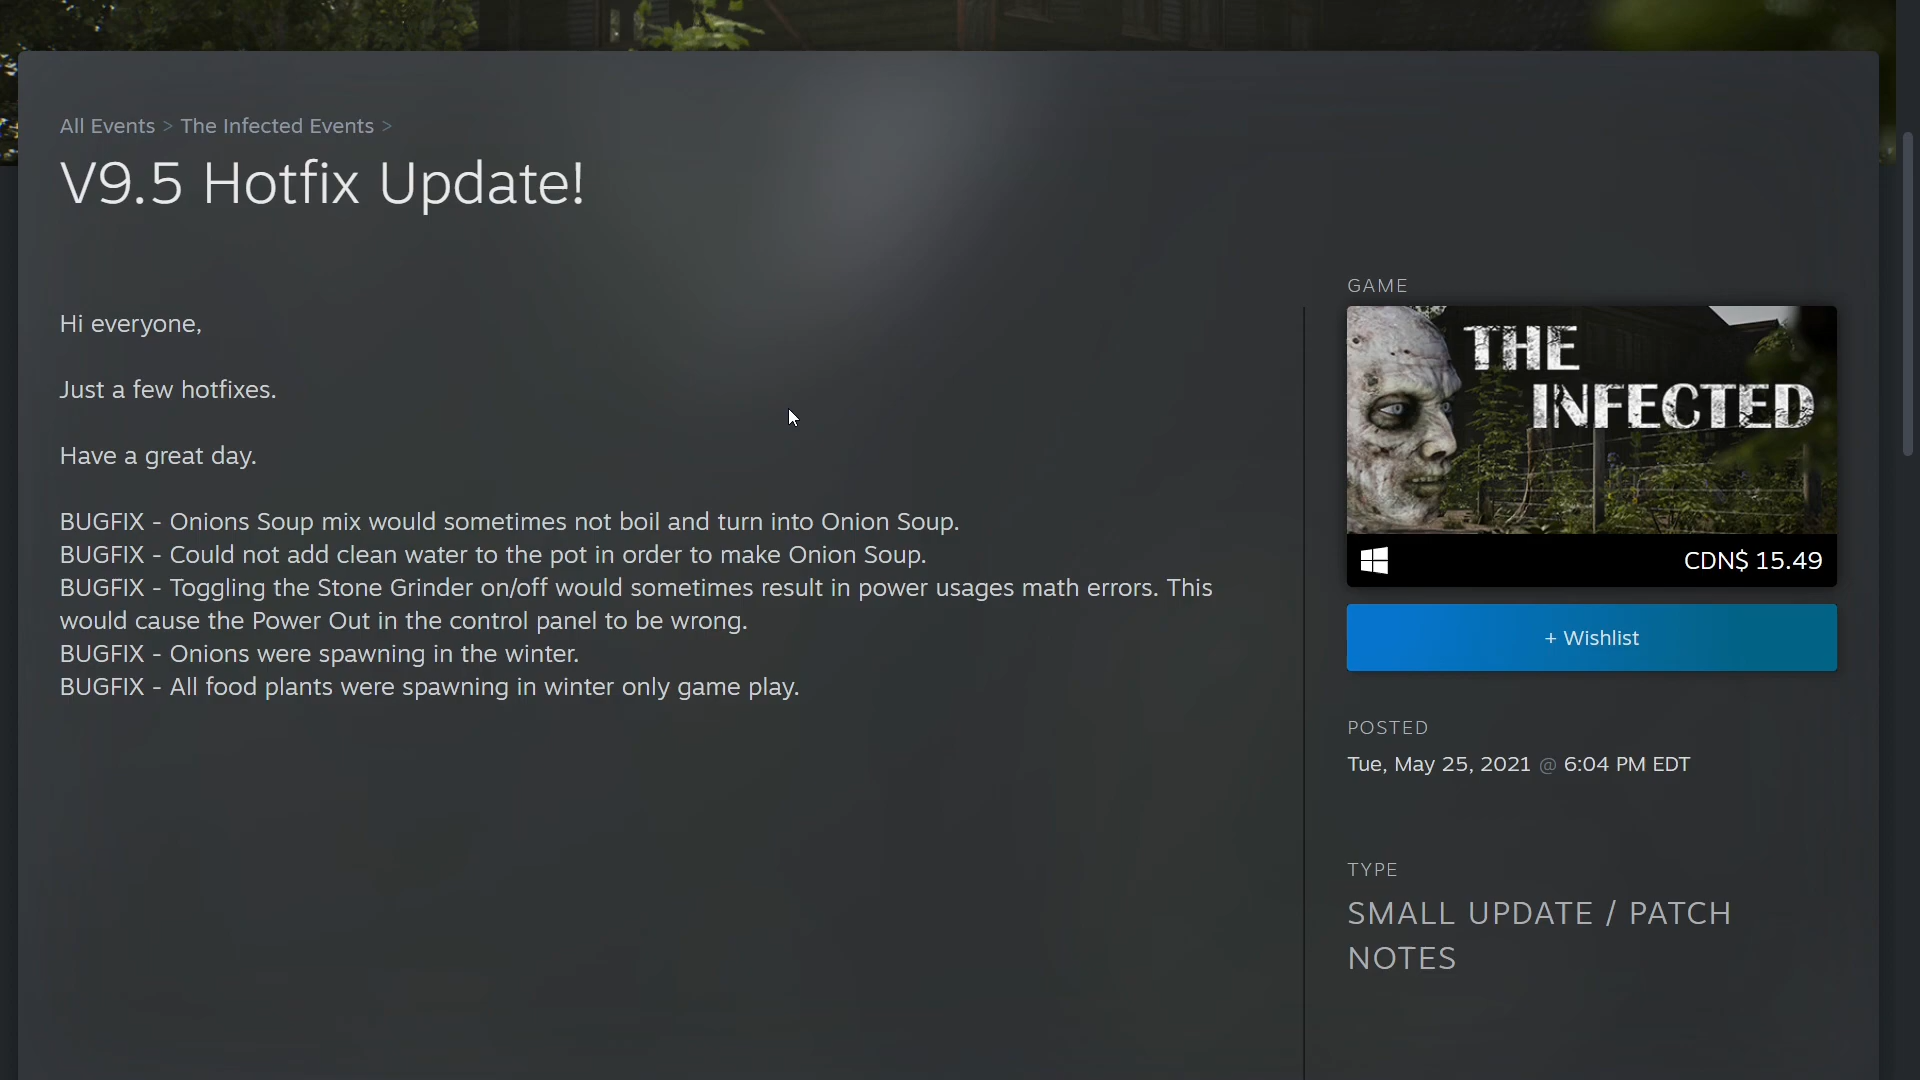 All Events > The Infected Events >
V9.5 Hotfix Update!
Hi everyone,
Just a few hotfixes.
Have a great day.
BUGFIX - Onions Soup mix would sometimes not boil and turn into Onion Soup.
BUGFIX - Could not add clean water to the pot in order to make Onion Soup.
BUGFIX - Toggling the Stone Grinder on/off would sometimes result in power usages math errors. This
would cause the Power Out in the control panel to be wrong.
BUGFIX - Onions were spawning in the winter.
BUGFIX - All food plants were spawning in winter only game play.
GAME
THE
INFECTED
CDN$ 15.49
+ Wishlist
POSTED
Tue, May 25, 2021 @ 6:04 PM EDT
TYPE
SMALL UPDATE / PATCH
NOTES